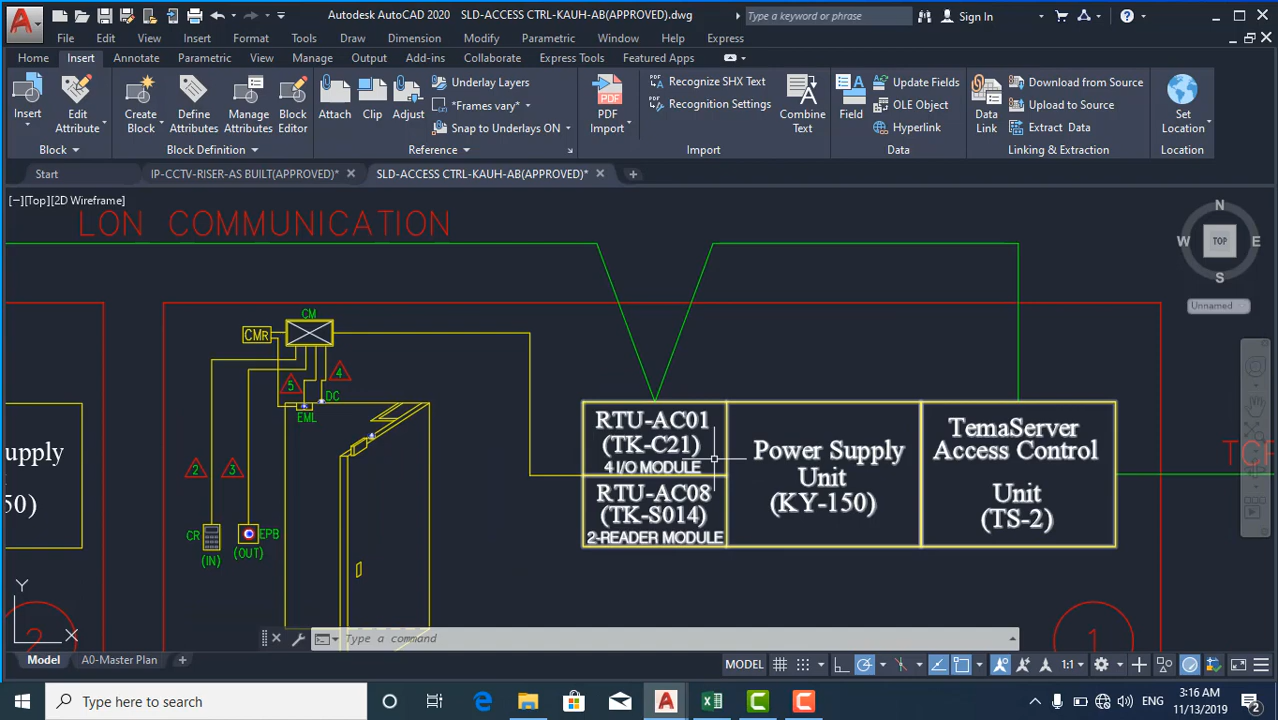 Autodesk AutoCAD 2020 SLD-ACCESS CTRL-KAUH-AB(APPROVED).dwg
Type a keyword or phrase
Sign In
File Edit View Insert Format Tools Draw Dimension Modify Parametric Window Help Express
Home Insert Annotate Parametric View Manage Output Add-ins Collaborate Express Tools Featured Apps
Insert
Edit
Attribute
Create
Block
Define
Attributes
Manage
Attributes
Block
Editor
Attach
Clip
Adjust
Underlay Layers
*Frames vary*
Snap to Underlays ON
PDF
PDF
Import
Recognize SHX Text
Recognition Settings
Combine
Text
Field
Update Fields
OLE Object
Hyperlink
Data
Link
Download from Source
Upload to Source
Extract Data
Set
Location
Block
Block Definition
Reference
Import
Data
Linking & Extraction
Location
Start
IP-CCTV-RISER-AS BUILT(APPROVED)*
SLD-ACCESS CTRL-KAUH-AB(APPROVED)*
[−][Top][2D Wireframe]
LON COMMUNICATION
N
W TOP E
S
Unnamed
CM
CMR
4
5
DC
EML
2
3
CR
(IN)
EPB
(OUT)
upply
50)
RTU-AC01
(TK-C21)
4 I/O MODULE
RTU-AC08
(TK-S014)
2-READER MODULE
Power Supply
Unit
(KY-150)
TemaServer
Access Control
Unit
(TS-2)
Y
X
2
1
Type a command
Model A0-Master Plan
MODEL
1:1
Type here to search
ENG
3:16 AM
11/13/2019
2